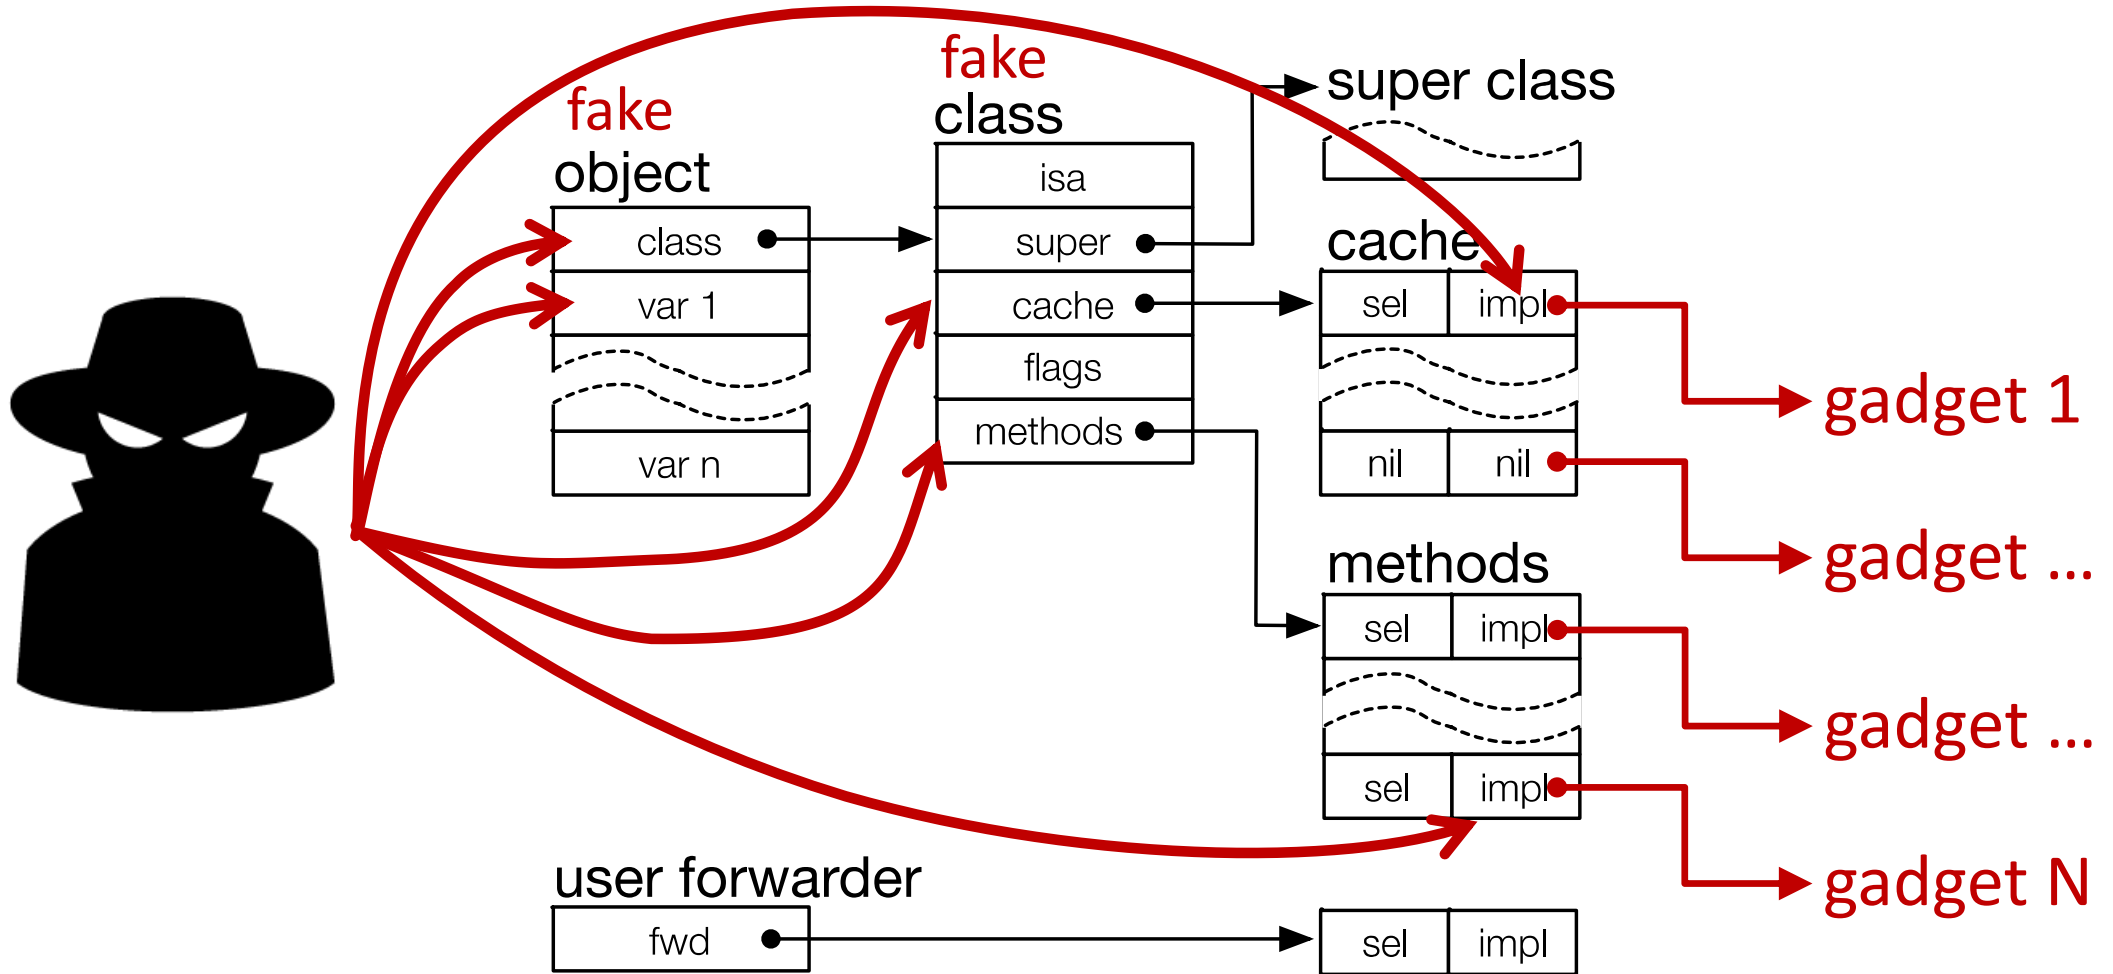 fake
object
class
var 1
var n
fake
class
isa
super
cache
flags
methods
super class
cache
sel impl
nil nil
methods
sel impl
sel impl
gadget 1
gadget ...
gadget ...
gadget N
user forwarder
fwd
sel impl